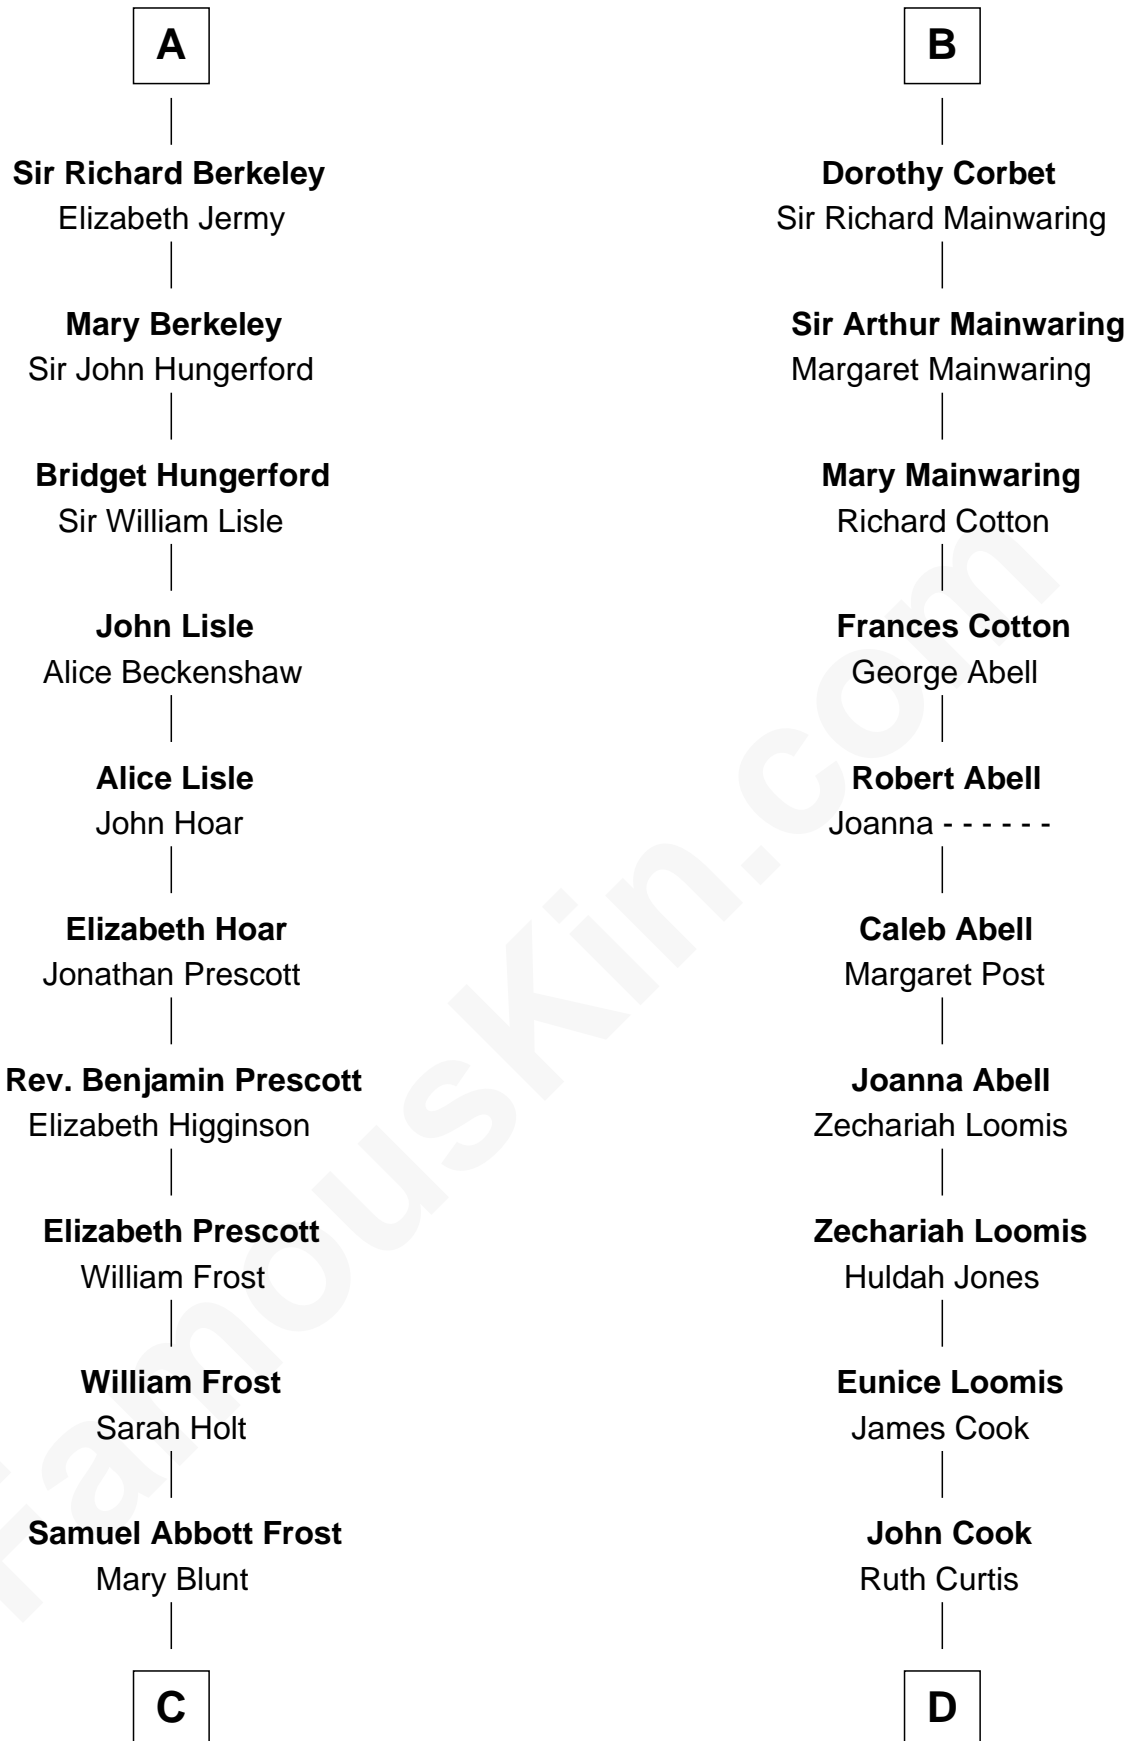 A
Sir Richard Berkeley
Elizabeth Jermy
Mary Berkeley
Sir John Hungerford
Bridget Hungerford
Sir William Lisle
John Lisle
Alice Beckenshaw
Alice Lisle
John Hoar
Elizabeth Hoar
Jonathan Prescott
Rev. Benjamin Prescott
Elizabeth Higginson
Elizabeth Prescott
William Frost
William Frost
Sarah Holt
Samuel Abbott Frost
Mary Blunt
C
B
Dorothy Corbet
Sir Richard Mainwaring
Sir Arthur Mainwaring
Margaret Mainwaring
Mary Mainwaring
Richard Cotton
Frances Cotton
George Abell
Robert Abell
Joanna - - - - - -
Caleb Abell
Margaret Post
Joanna Abell
Zechariah Loomis
Zechariah Loomis
Huldah Jones
Eunice Loomis
James Cook
John Cook
Ruth Curtis
D
FamousKin.com